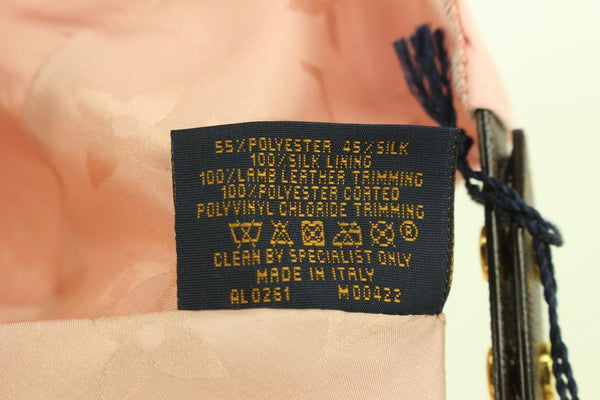 55%POLYESTER 45%SILK
100%SILK LINING
100%LAMB LEATHER TRIMMING
100%POLYESTER COATED
POLYVINYL CHLORIDE TRIMMING
®
CLEAN BY SPECIALIST ONLY
MADE IN ITALY
AL0261 M00422